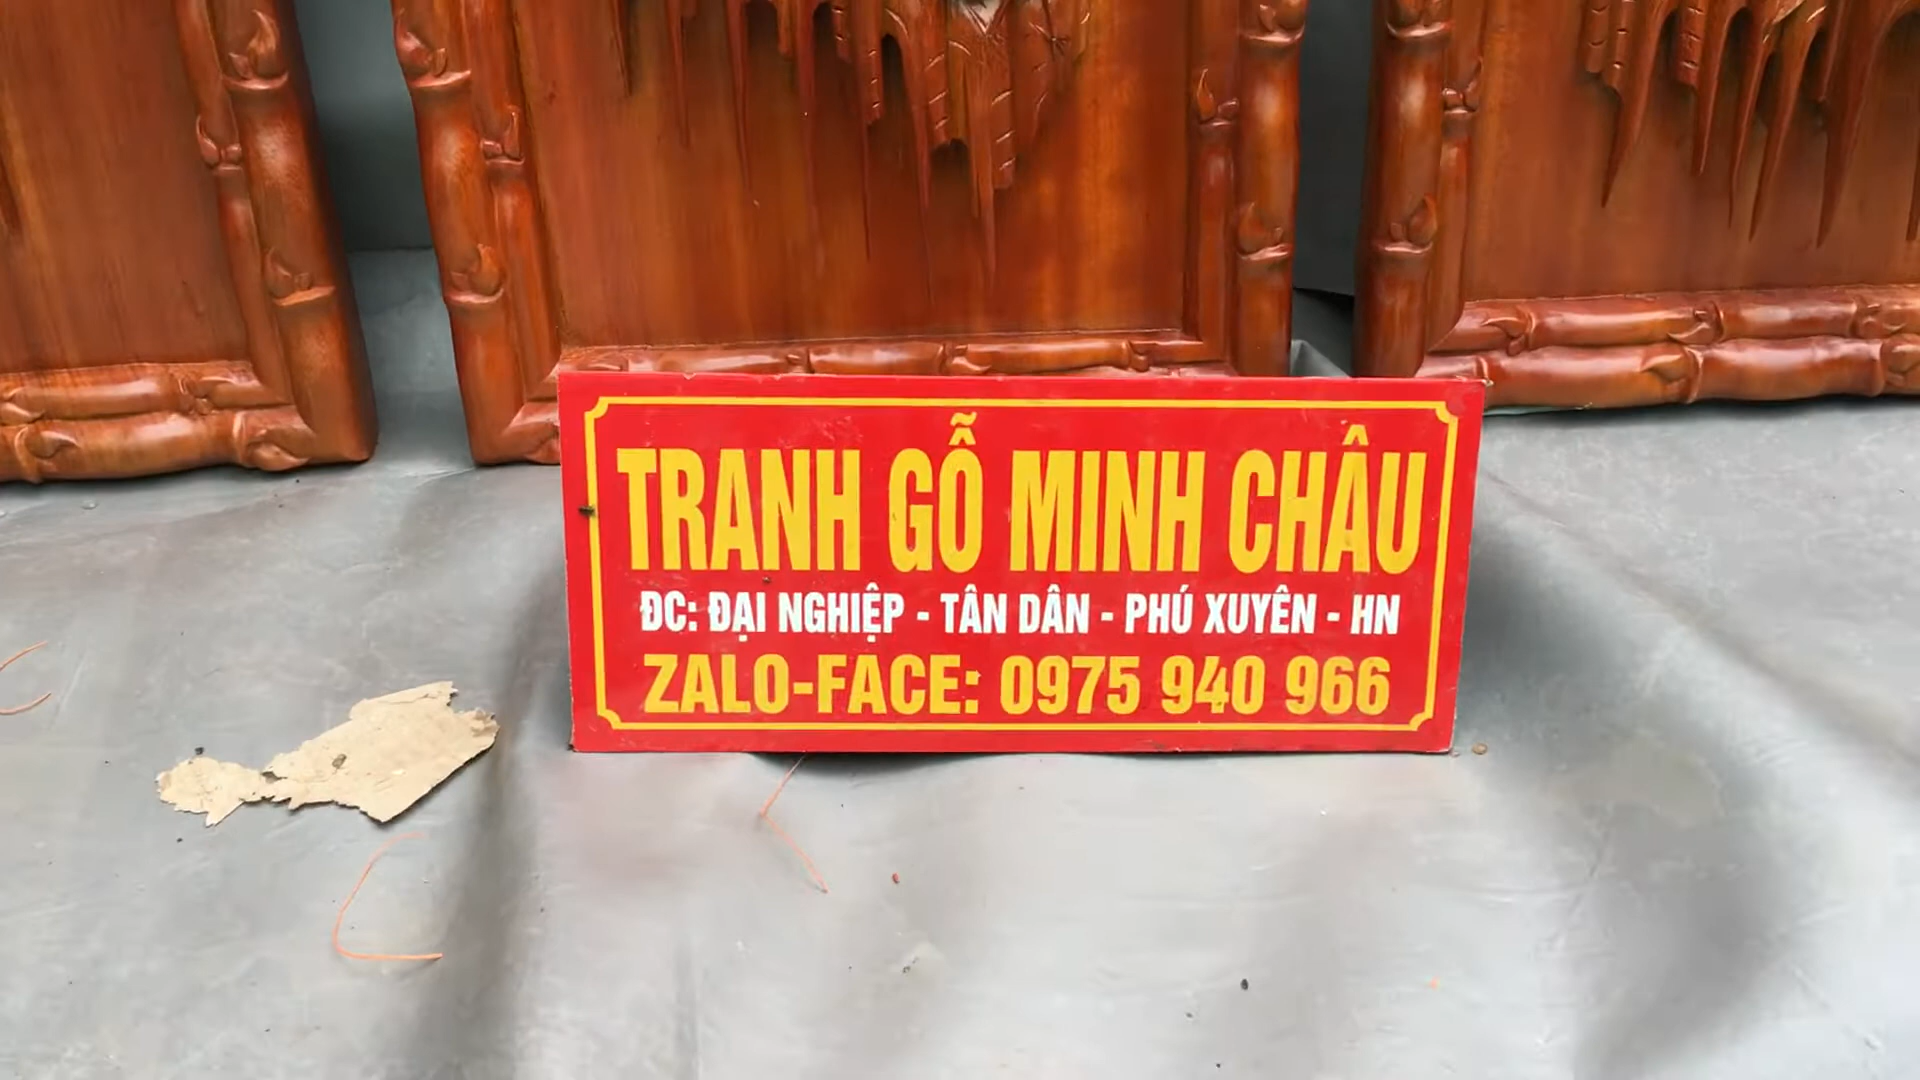 TRANH GỖ MINH CHÂU
ĐC: ĐẠI NGHIỆP - TÂN DÂN - PHÚ XUYÊN - HN
ZALO-FACE: 0975 940 966